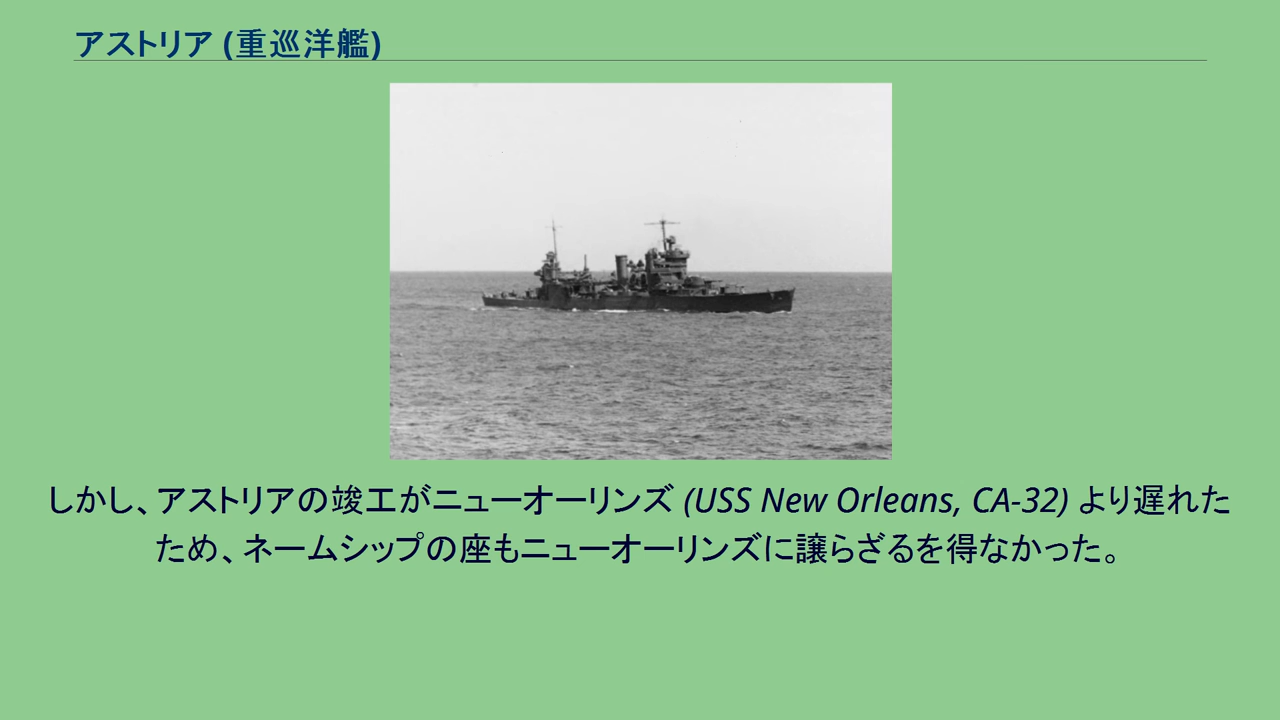 アストリア (重巡洋艦)
しかし、アストリアの竣工がニューオーリンズ (USS New Orleans, CA-32) より遅れた
ため、ネームシップの座もニューオーリンズに譲らざるを得なかった。